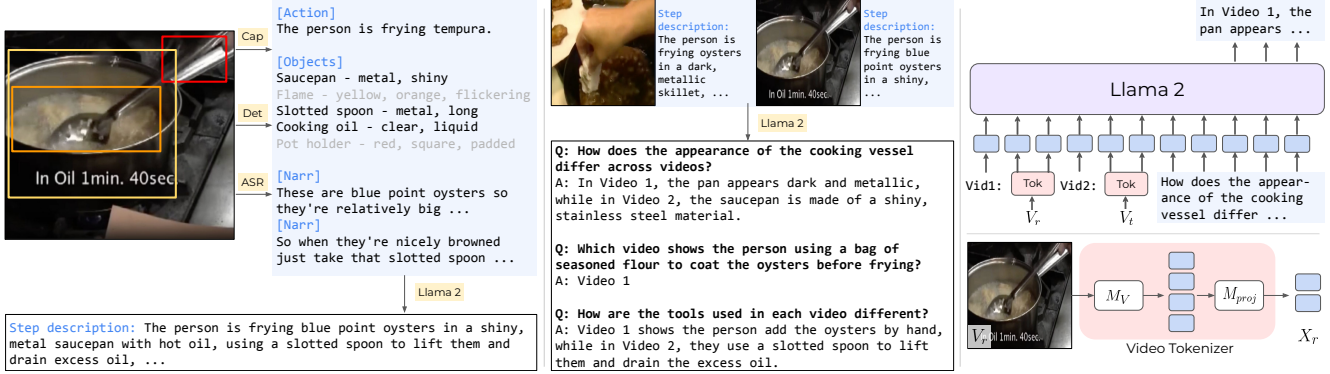 [Action]
The person is frying tempura.
Cap
[Objects]
Saucepan - metal, shiny
Flame - yellow, orange, flickering
Det
Slotted spoon - metal, long
Cooking oil - clear, liquid
Pot holder - red, square, padded
In Oil 1min. 40sec
ASR
[Narr]
These are blue point oysters so
they're relatively big ...
[Narr]
So when they're nicely browned
just take that slotted spoon ...
Llama 2
Step description: The person is frying blue point oysters in a shiny,
metal saucepan with hot oil, using a slotted spoon to lift them and
drain excess oil, ...
Step
description:
The person is
frying oysters
in a dark,
metallic
skillet, ...
In Oil 1min. 40sec.
Step
description:
The person is
frying blue
point oysters
in a shiny,
...
Llama 2
Q: How does the appearance of the cooking vessel
differ across videos?
A: In Video 1, the pan appears dark and metallic,
while in Video 2, the saucepan is made of a shiny,
stainless steel material.
Q: Which video shows the person using a bag of
seasoned flour to coat the oysters before frying?
A: Video 1
Q: How are the tools used in each video different?
A: Video 1 shows the person add the oysters by hand,
while in Video 2, they use a slotted spoon to lift
them and drain the excess oil.
In Video 1, the
pan appears ...
Llama 2
Vid1:
Tok
Vid2:
Tok
How does the appear-
ance of the cooking
vessel differ ...
V_r
V_t
V_r
Oil 1min. 40sec.
M_V
M_proj
X_r
Video Tokenizer